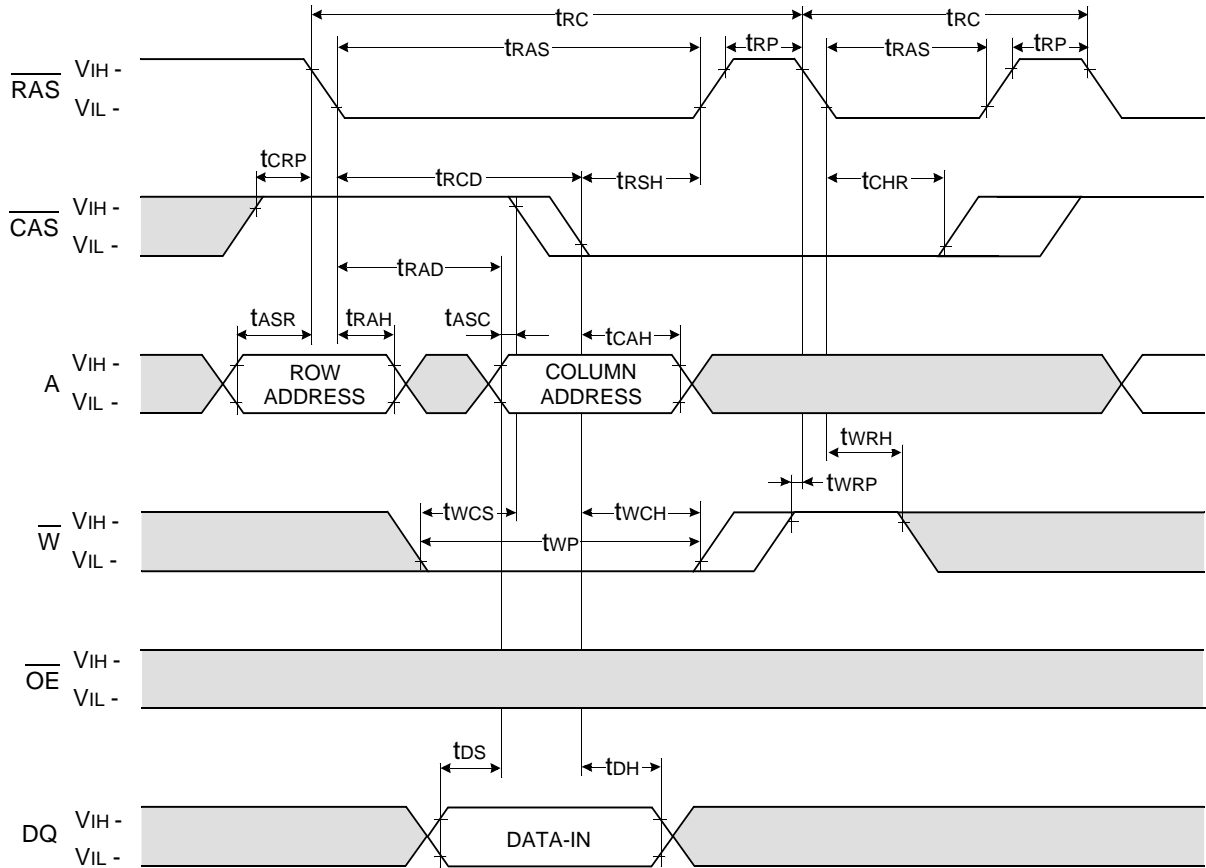 tRC tRC
tRAS tRP tRAS tRP
RAS VIH -
VIL -
tCRP tRCD tRSH tCHR
CAS VIH -
VIL -
tRAD
tASR tRAH tASC tCAH
A VIH -
VIL -
ROW
ADDRESS
COLUMN
ADDRESS
tWRH
tWRP
tWCS tWCH
tWP
W VIH -
VIL -
OE VIH -
VIL -
tDS tDH
DQ VIH -
VIL -
DATA-IN